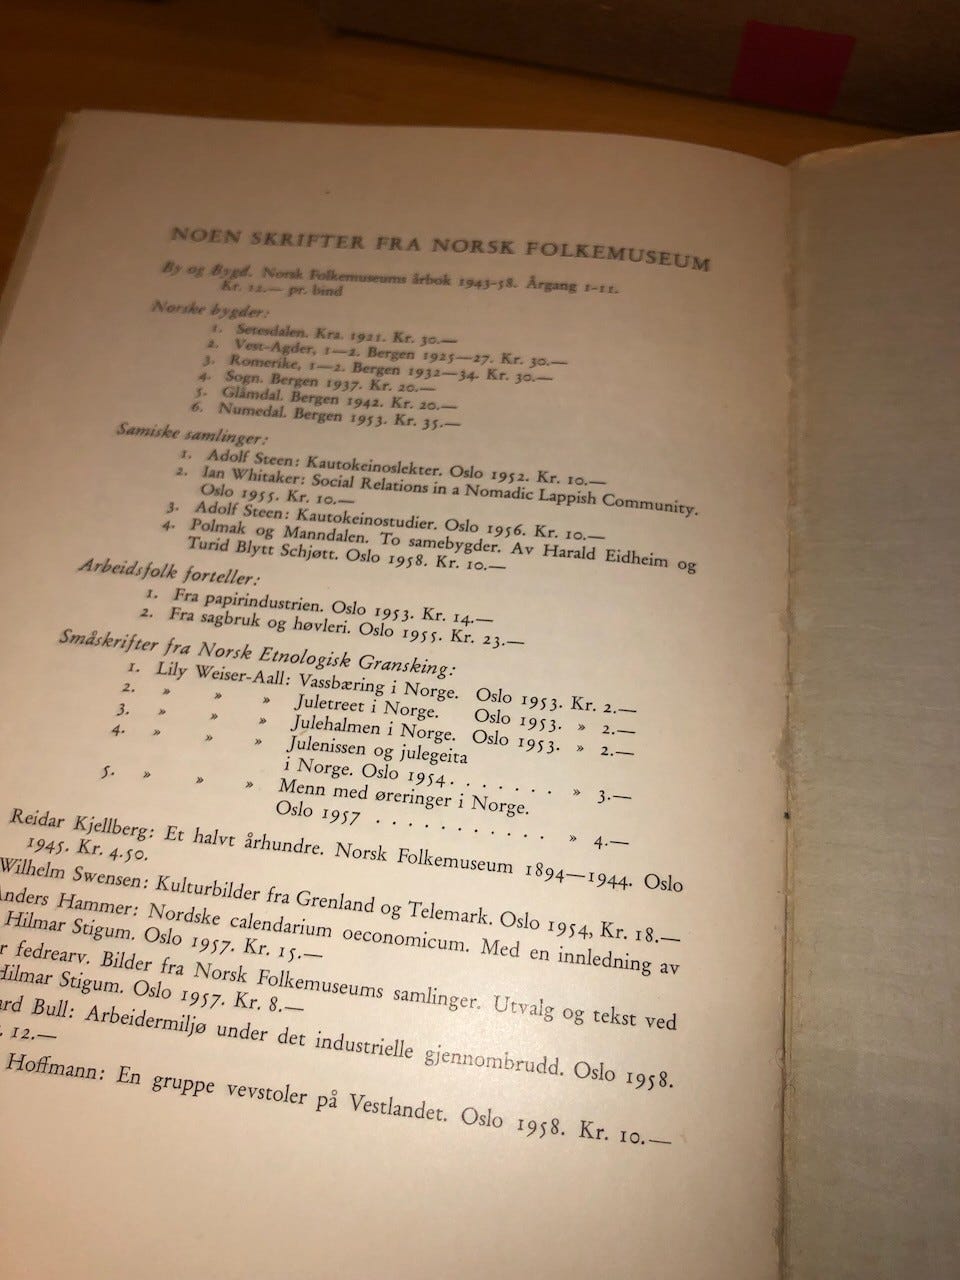 NOEN SKRIFTER FRA NORSK FOLKEMUSEUM
By og Bygd. Norsk Folkemuseums årbok 1943-58. Årgang 1-11.
Kr. 12.— pr. bind
Norske bygder:
1. Setesdalen. Kra. 1921. Kr. 30.—
2. Vest-Agder, 1—2. Bergen 1925—27. Kr. 30.—
3. Romerike, 1—2. Bergen 1932—34. Kr. 30.—
4. Sogn. Bergen 1937. Kr. 20.—
5. Glåmdal. Bergen 1942. Kr. 20.—
6. Numedal. Bergen 1953. Kr. 35.—
Samiske samlinger:
1. Adolf Steen: Kautokeinoslekter. Oslo 1952. Kr. 10.—
2. Ian Whitaker: Social Relations in a Nomadic Lappish Community.
Oslo 1955. Kr. 10.—
3. Adolf Steen: Kautokeinostudier. Oslo 1956. Kr. 10.—
4. Polmak og Manndalen. To samebygder. Av Harald Eidheim og
Turid Blytt Schjøtt. Oslo 1958. Kr. 10.—
Arbeidsfolk forteller:
1. Fra papirindustrien. Oslo 1953. Kr. 14.—
2. Fra sagbruk og høvleri. Oslo 1955. Kr. 23.—
Småskrifter fra Norsk Etnologisk Gransking:
1. Lily Weiser-Aall: Vassbæring i Norge. Oslo 1953. Kr. 2.—
2. » » » Juletreet i Norge. Oslo 1953. » 2.—
3. » » » Julehalmen i Norge. Oslo 1953. » 2.—
4. » » » Julenissen og julegeita
i Norge. Oslo 1954. . . . . . . . » 3.—
5. » » » Menn med øreringer i Norge.
Oslo 1957 . . . . . . . . . . . » 4.—
Reidar Kjellberg: Et halvt århundre. Norsk Folkemuseum 1894—1944. Oslo
1945. Kr. 4.50.
Wilhelm Swensen: Kulturbilder fra Grenland og Telemark. Oslo 1954, Kr. 18.—
Hammer: Nordske calendarium oeconomicum. Med en innledning av
Hilmar Stigum. Oslo 1957. Kr. 15.—
fedrearv. Bilder fra Norsk Folkemuseums samlinger. Utvalg og tekst ved
Hilmar Stigum. Oslo 1957. Kr. 8.—
Bull: Arbeidermiljø under det industrielle gjennombrudd. Oslo 1958.
12.—
Hoffmann: En gruppe vevstoler på Vestlandet. Oslo 1958. Kr. 10.—